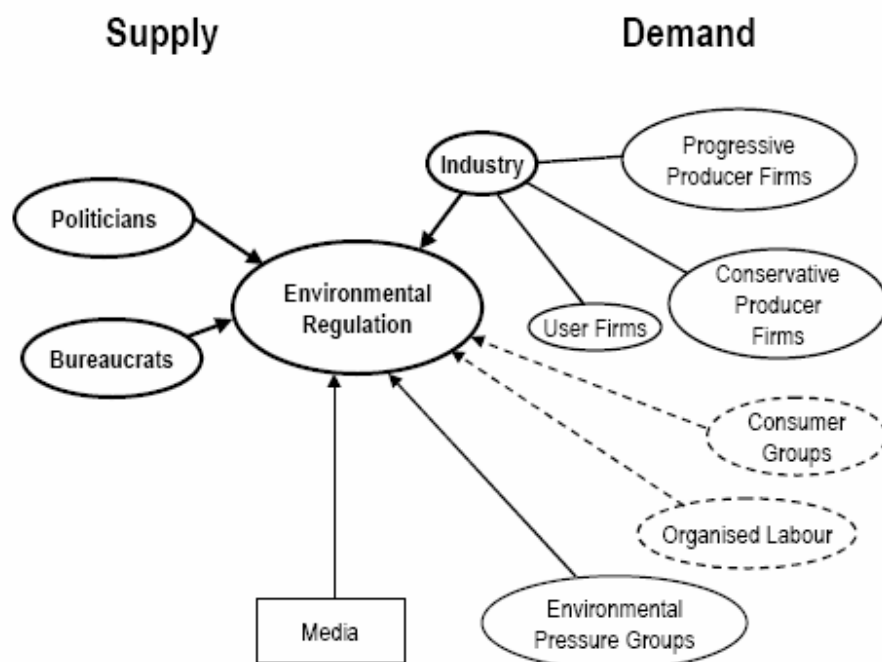 Supply
Demand
Industry
Progressive
Producer Firms
Politicians
Environmental
Regulation
Conservative
Producer
Firms
User Firms
Bureaucrats
Consumer
Groups
Organised Labour
Environmental
Pressure Groups
Media